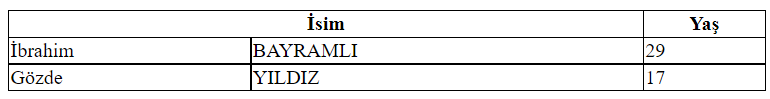 İsim Yaş
İbrahim BAYRAMLI 29
Gözde YILDIZ 17